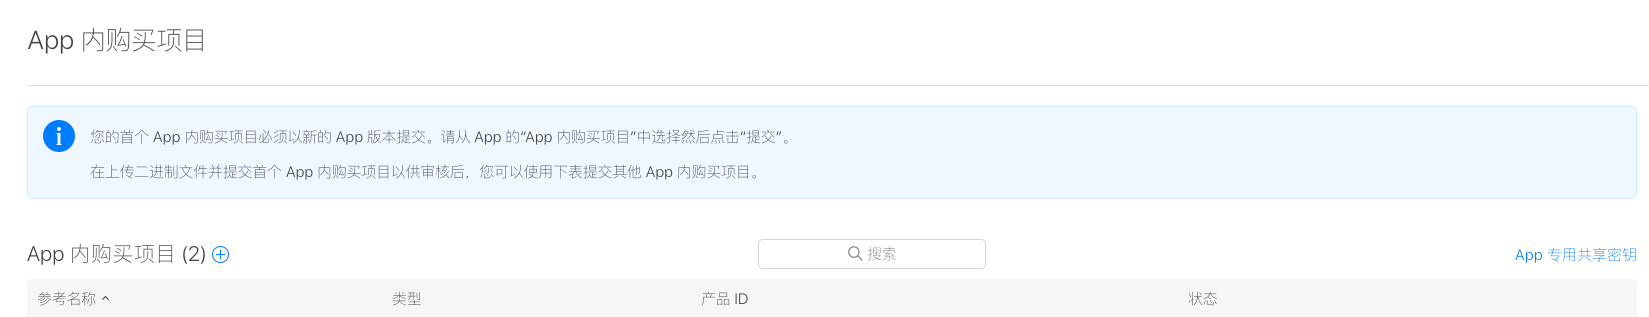 App 内购买项目
您的首个 App 内购买项目必须以新的 App 版本提交。请从 App 的“App 内购买项目”中选择然后点击“提交”。
在上传二进制文件并提交首个 App 内购买项目以供审核后，您可以使用下表提交其他 App 内购买项目。
App 内购买项目 (2)
搜索
App 专用共享密钥
参考名称 类型 产品 ID 状态